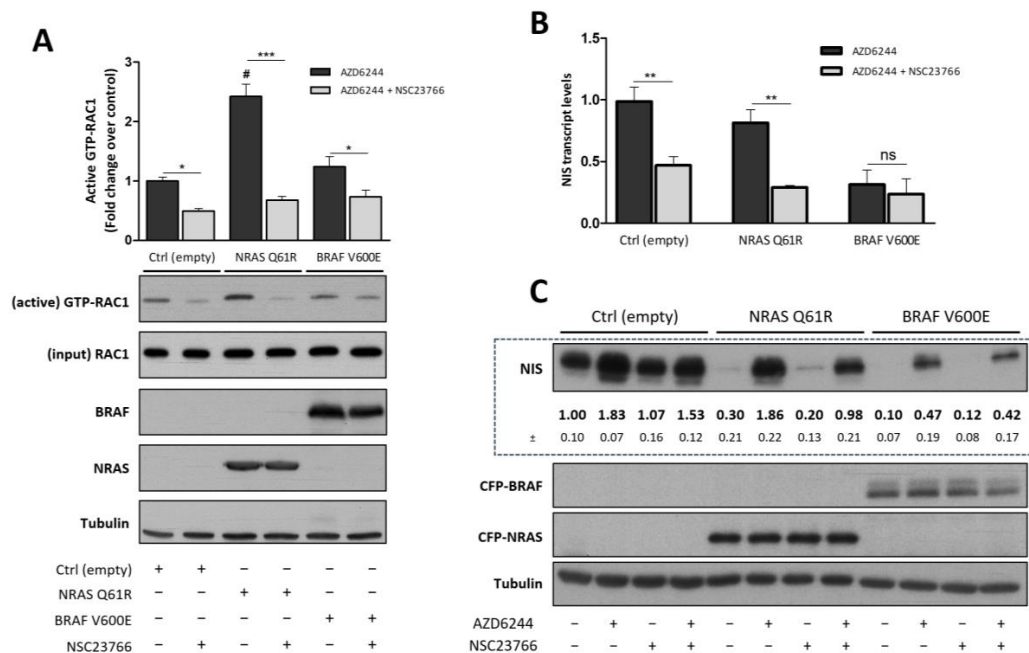 A
Active GTP-RAC1
(Fold change over control)
3
2
1
0
*
#
***
*
AZD6244
AZD6244 + NSC23766
Ctrl (empty) NRAS Q61R BRAF V600E
(active) GTP-RAC1
(input) RAC1
BRAF
NRAS
Tubulin
Ctrl (empty) + + – – – –
NRAS Q61R – – + + – –
BRAF V600E – – – – + +
NSC23766 – + – + – +
B
NIS transcript levels
1.5
1.0
0.5
0.0
AZD6244
AZD6244 + NSC23766
** ** ns
Ctrl (empty) NRAS Q61R BRAF V600E
C
Ctrl (empty) NRAS Q61R BRAF V600E
NIS
1.00 1.83 1.07 1.53 0.30 1.86 0.20 0.98 0.10 0.47 0.12 0.42
± 0.10 0.07 0.16 0.12 0.21 0.22 0.13 0.21 0.07 0.19 0.08 0.17
CFP-BRAF
CFP-NRAS
Tubulin
AZD6244 – + – + – + – + – + – +
NSC23766 – – + + – – + + – – + +